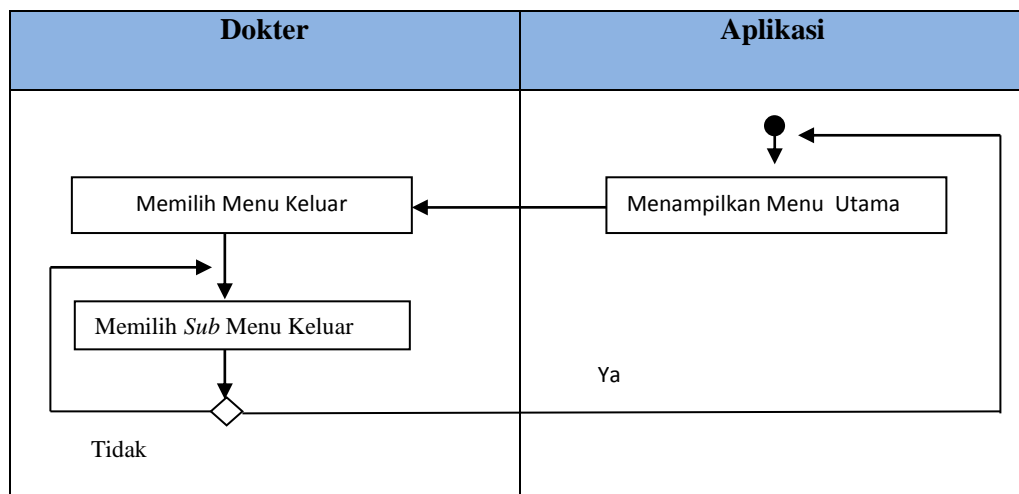 Dokter
Aplikasi
Memilih Menu Keluar
Menampilkan Menu Utama
Memilih Sub Menu Keluar
Ya
Tidak